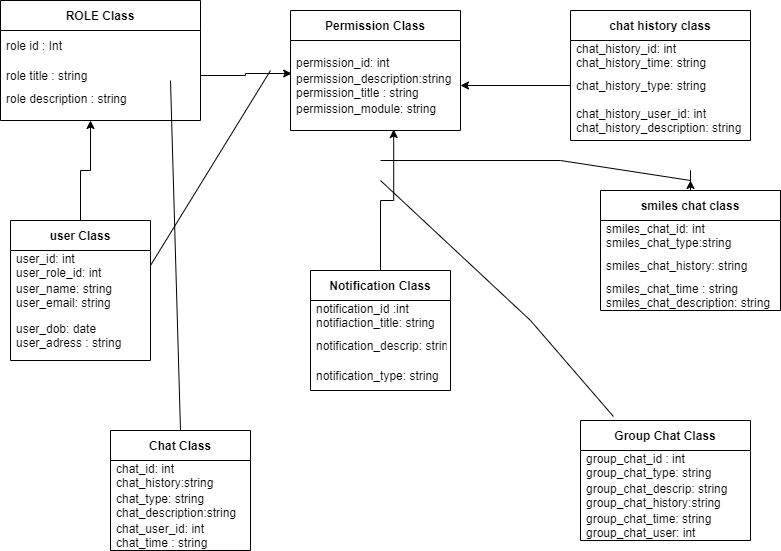 ROLE Class
role id : Int
role title : string
role description : string
Permission Class
permission_id: int
permission_description:string
permission_title : string
permission_module: string
chat history class
chat_history_id: int
chat_history_time: string
chat_history_type: string
chat_history_user_id: int
chat_history_description: string
user Class
user_id: int
user_role_id: int
user_name: string
user_email: string
user_dob: date
user_adress : string
Notification Class
notification_id :int
notifiaction_title: string
notification_descrip: strin
notification_type: string
smiles chat class
smiles_chat_id: int
smiles_chat_type:string
smiles_chat_history: string
smiles_chat_time : string
smiles_chat_description: string
Chat Class
chat_id: int
chat_history:string
chat_type: string
chat_description:string
chat_user_id: int
chat_time : string
Group Chat Class
group_chat_id : int
group_chat_type: string
group_chat_descrip: string
group_chat_history:string
group_chat_time: string
group_chat_user: int